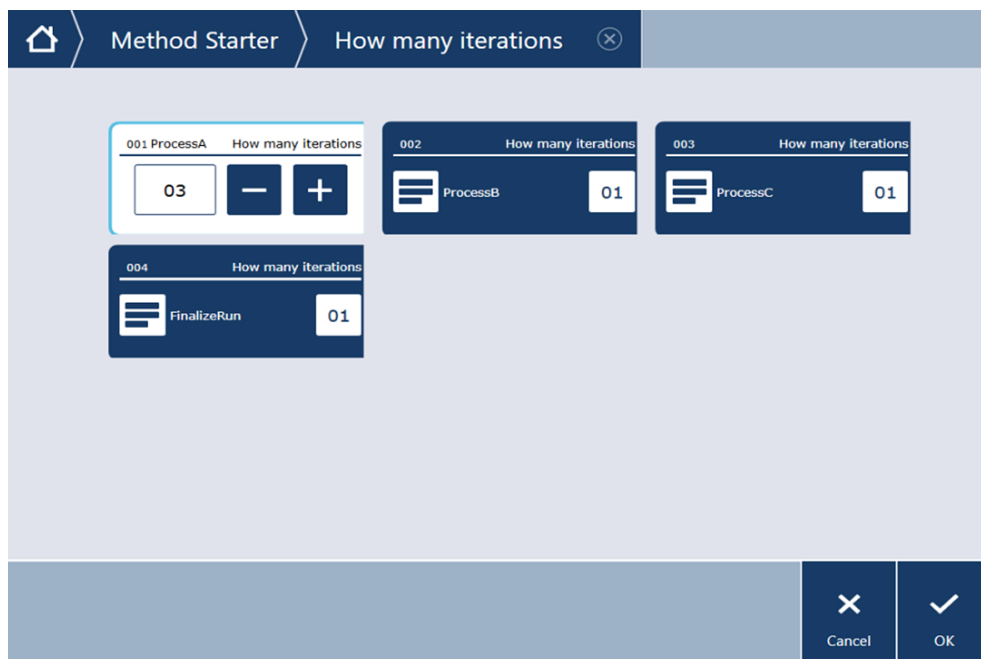 Method Starter How many iterations
001 ProcessA How many iterations
03
002 How many iterations
ProcessB 01
003 How many iterations
ProcessC 01
004 How many iterations
FinalizeRun 01
Cancel OK